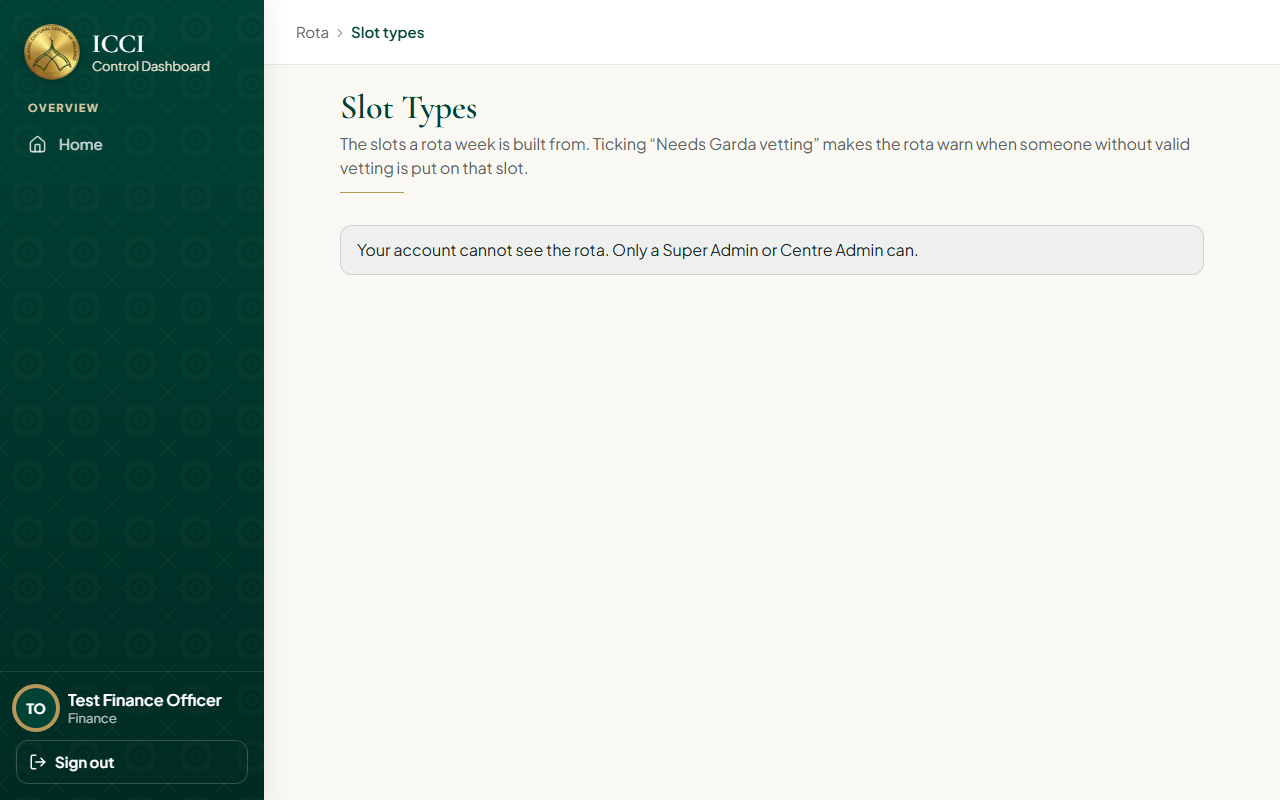 ICCI
Control Dashboard
OVERVIEW
Home
Rota > Slot types
Slot Types
The slots a rota week is built from. Ticking “Needs Garda vetting” makes the rota warn when someone without valid
vetting is put on that slot.
Your account cannot see the rota. Only a Super Admin or Centre Admin can.
TO
Test Finance Officer
Finance
Sign out